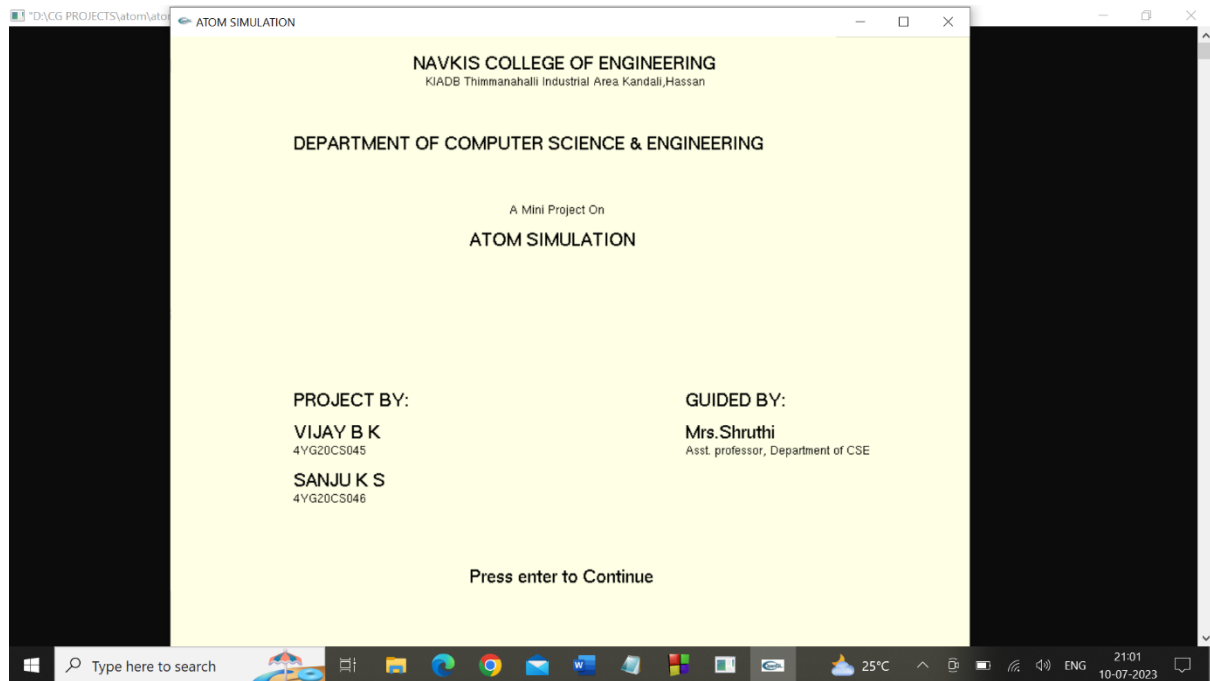 "D:\CG PROJECTS\atom\ato
ATOM SIMULATION
NAVKIS COLLEGE OF ENGINEERING
KIADB Thimmanahalli Industrial Area Kandali,Hassan
DEPARTMENT OF COMPUTER SCIENCE & ENGINEERING
A Mini Project On
ATOM SIMULATION
PROJECT BY:
GUIDED BY:
VIJAY B K
Mrs.Shruthi
4YG20CS045
Asst. professor, Department of CSE
SANJU K S
4YG20CS046
Press enter to Continue
Type here to search
25°C
ENG
21:01
10-07-2023